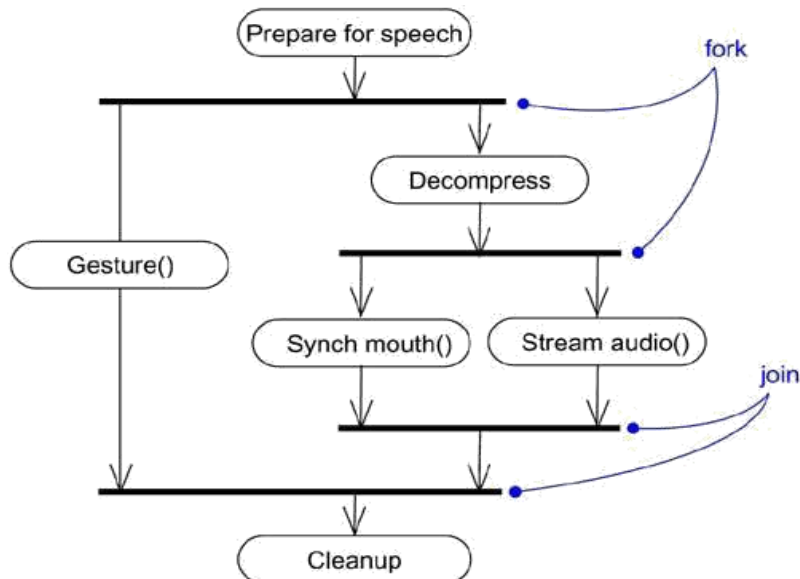 Prepare for speech
fork
Decompress
Gesture()
Synch mouth()
Stream audio()
join
Cleanup